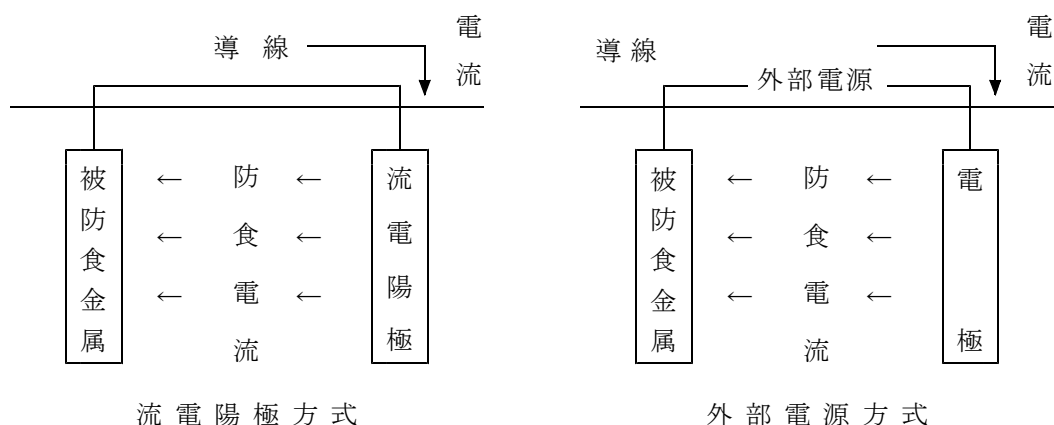 導線
電流
被防食金属
← 防 ←
← 食 ←
← 電 ←
流
流電陽極
流電陽極方式
導線
電流
外部電源
被防食金属
← 防 ←
← 食 ←
← 電 ←
流
電極
外部電源方式